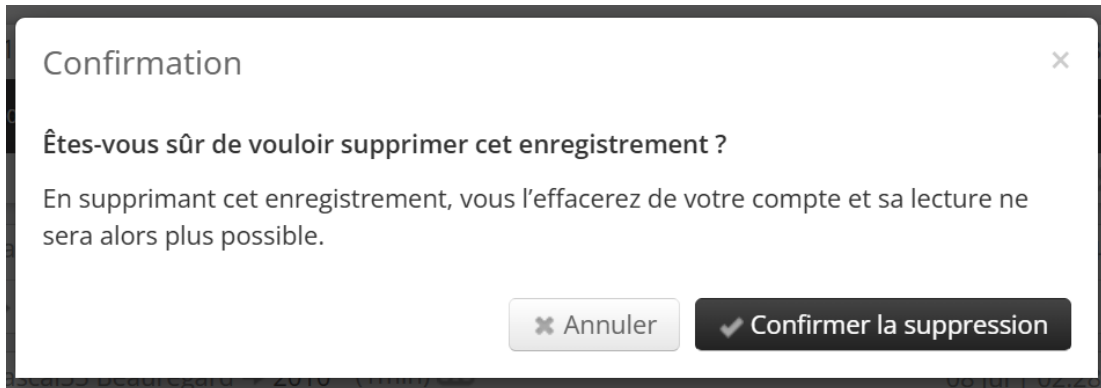 Confirmation
Êtes-vous sûr de vouloir supprimer cet enregistrement ?
En supprimant cet enregistrement, vous l’effacerez de votre compte et sa lecture ne
sera alors plus possible.
Annuler
Confirmer la suppression